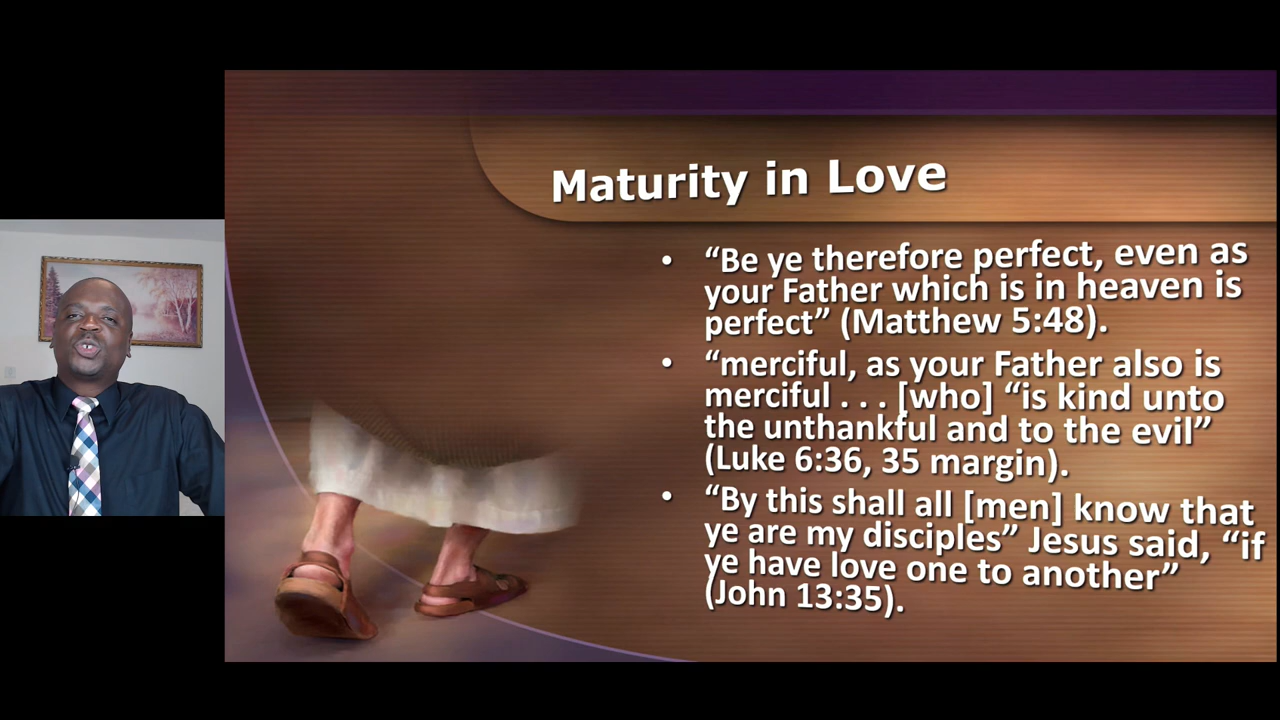 Maturity in Love
• “Be ye therefore perfect, even as
your Father which is in heaven is
perfect” (Matthew 5:48).
• “merciful, as your Father also is
merciful . . . [who] “is kind unto
the unthankful and to the evil”
(Luke 6:36, 35 margin).
• “By this shall all [men] know that
ye are my disciples” Jesus said, “if
ye have love one to another”
(John 13:35).